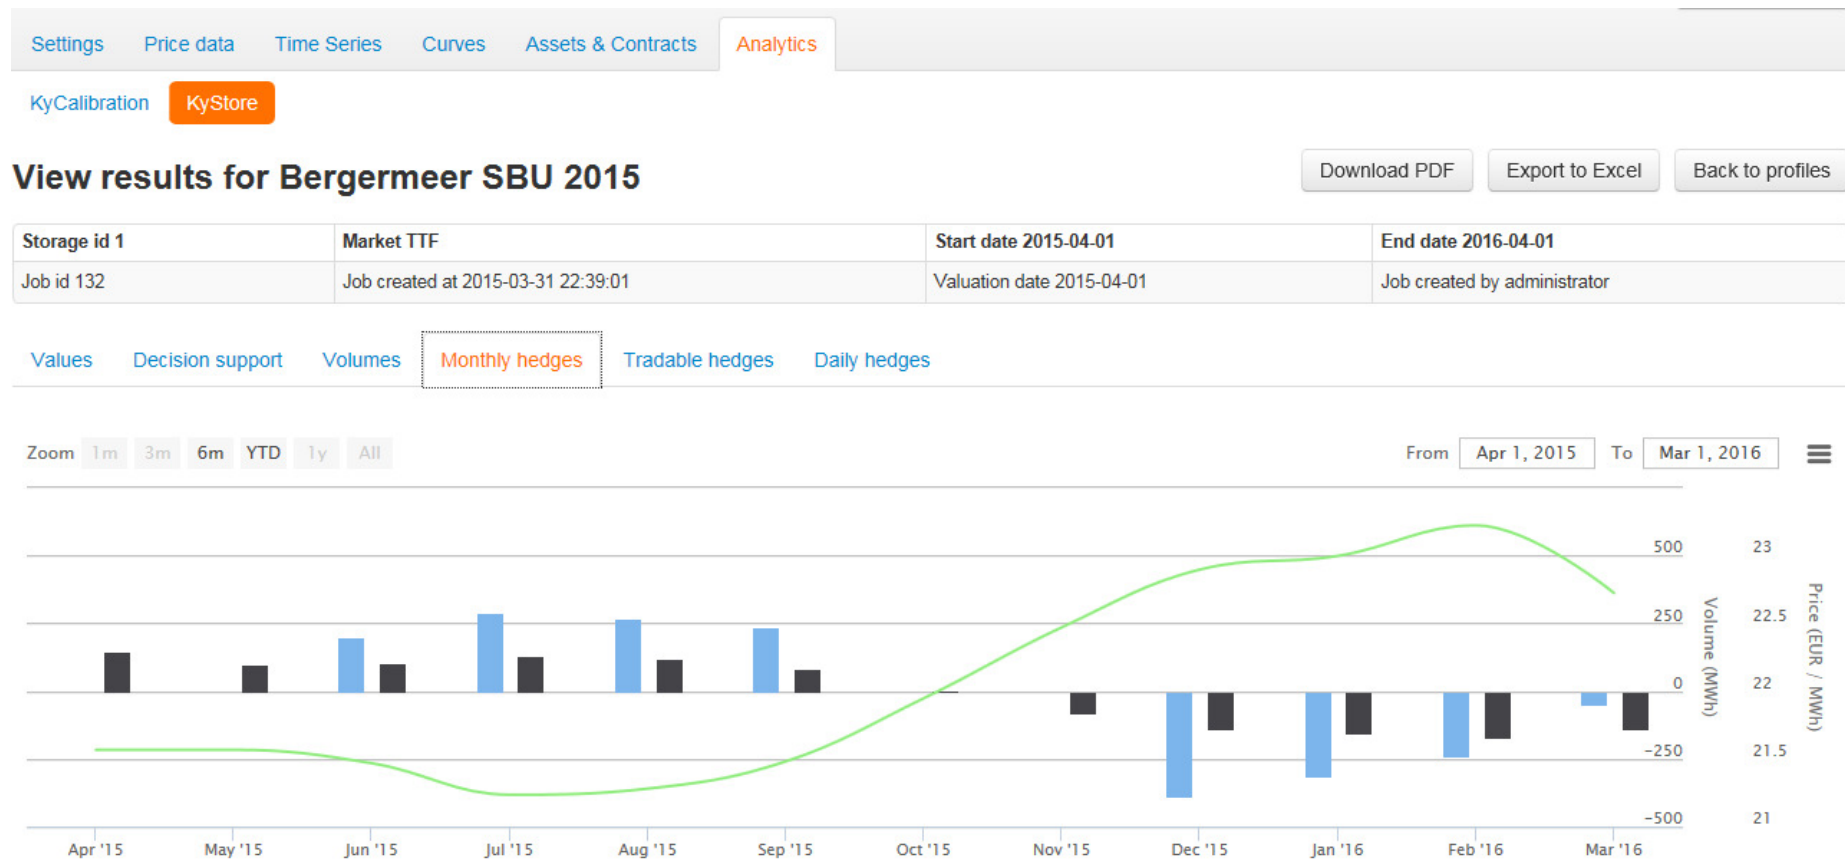 Settings Price data Time Series Curves Assets & Contracts Analytics
KyCalibration KyStore
View results for Bergermeer SBU 2015 Download PDF Export to Excel Back to profiles
Storage id 1 Market TTF Start date 2015-04-01 End date 2016-04-01
Job id 132 Job created at 2015-03-31 22:39:01 Valuation date 2015-04-01 Job created by administrator
Values Decision support Volumes Monthly hedges Tradable hedges Daily hedges
Zoom 1m 3m 6m YTD 1y All From Apr 1, 2015 To Mar 1, 2016
500 23
250 22.5
0 22
-250 21.5
-500 21
Volume (MWh)
Price (EUR / MWh)
Apr '15 May '15 Jun '15 Jul '15 Aug '15 Sep '15 Oct '15 Nov '15 Dec '15 Jan '16 Feb '16 Mar '16